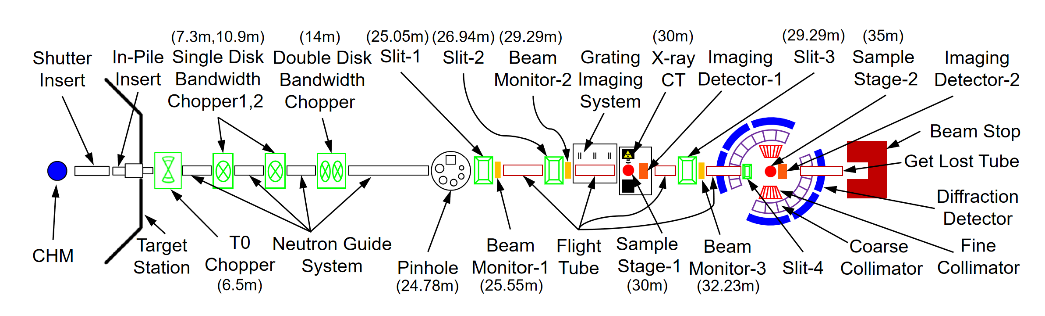 (7.3m,10.9m) (14m) (25.05m) (26.94m) (29.29m) (30m) (29.29m) (35m)
Shutter In-Pile Single Disk Double Disk Slit-1 Slit-2 Beam Grating X-ray Imaging Slit-3 Sample Imaging
Insert Insert Bandwidth Bandwidth Monitor-2 Imaging CT Detector-1 Stage-2 Detector-2
Chopper1,2 Chopper System
Beam Stop
Get Lost Tube
Diffraction
Detector
CHM Target T0 Neutron Guide Pinhole Beam Flight Sample Beam Slit-4 Coarse Fine
Station Chopper System (24.78m) Monitor-1 Tube Stage-1 Monitor-3 Collimator Collimator
(6.5m) (25.55m) (30m) (32.23m)